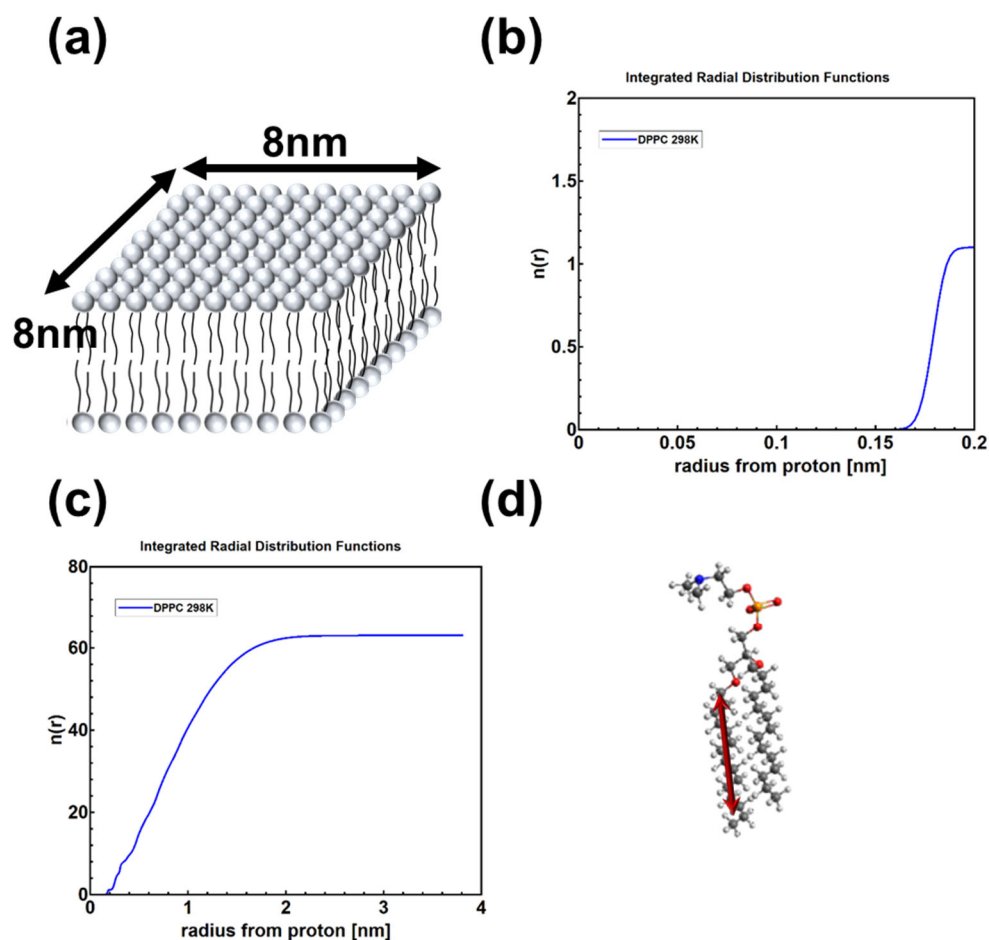 (a)
8nm
8nm
(b)
Integrated Radial Distribution Functions
2
1.5
1
0.5
0
n(r)
DPPC 298K
0
0.05
0.1
0.15
0.2
radius from proton [nm]
(c)
Integrated Radial Distribution Functions
80
60
40
20
0
n(r)
DPPC 298K
0
1
2
3
4
radius from proton [nm]
(d)